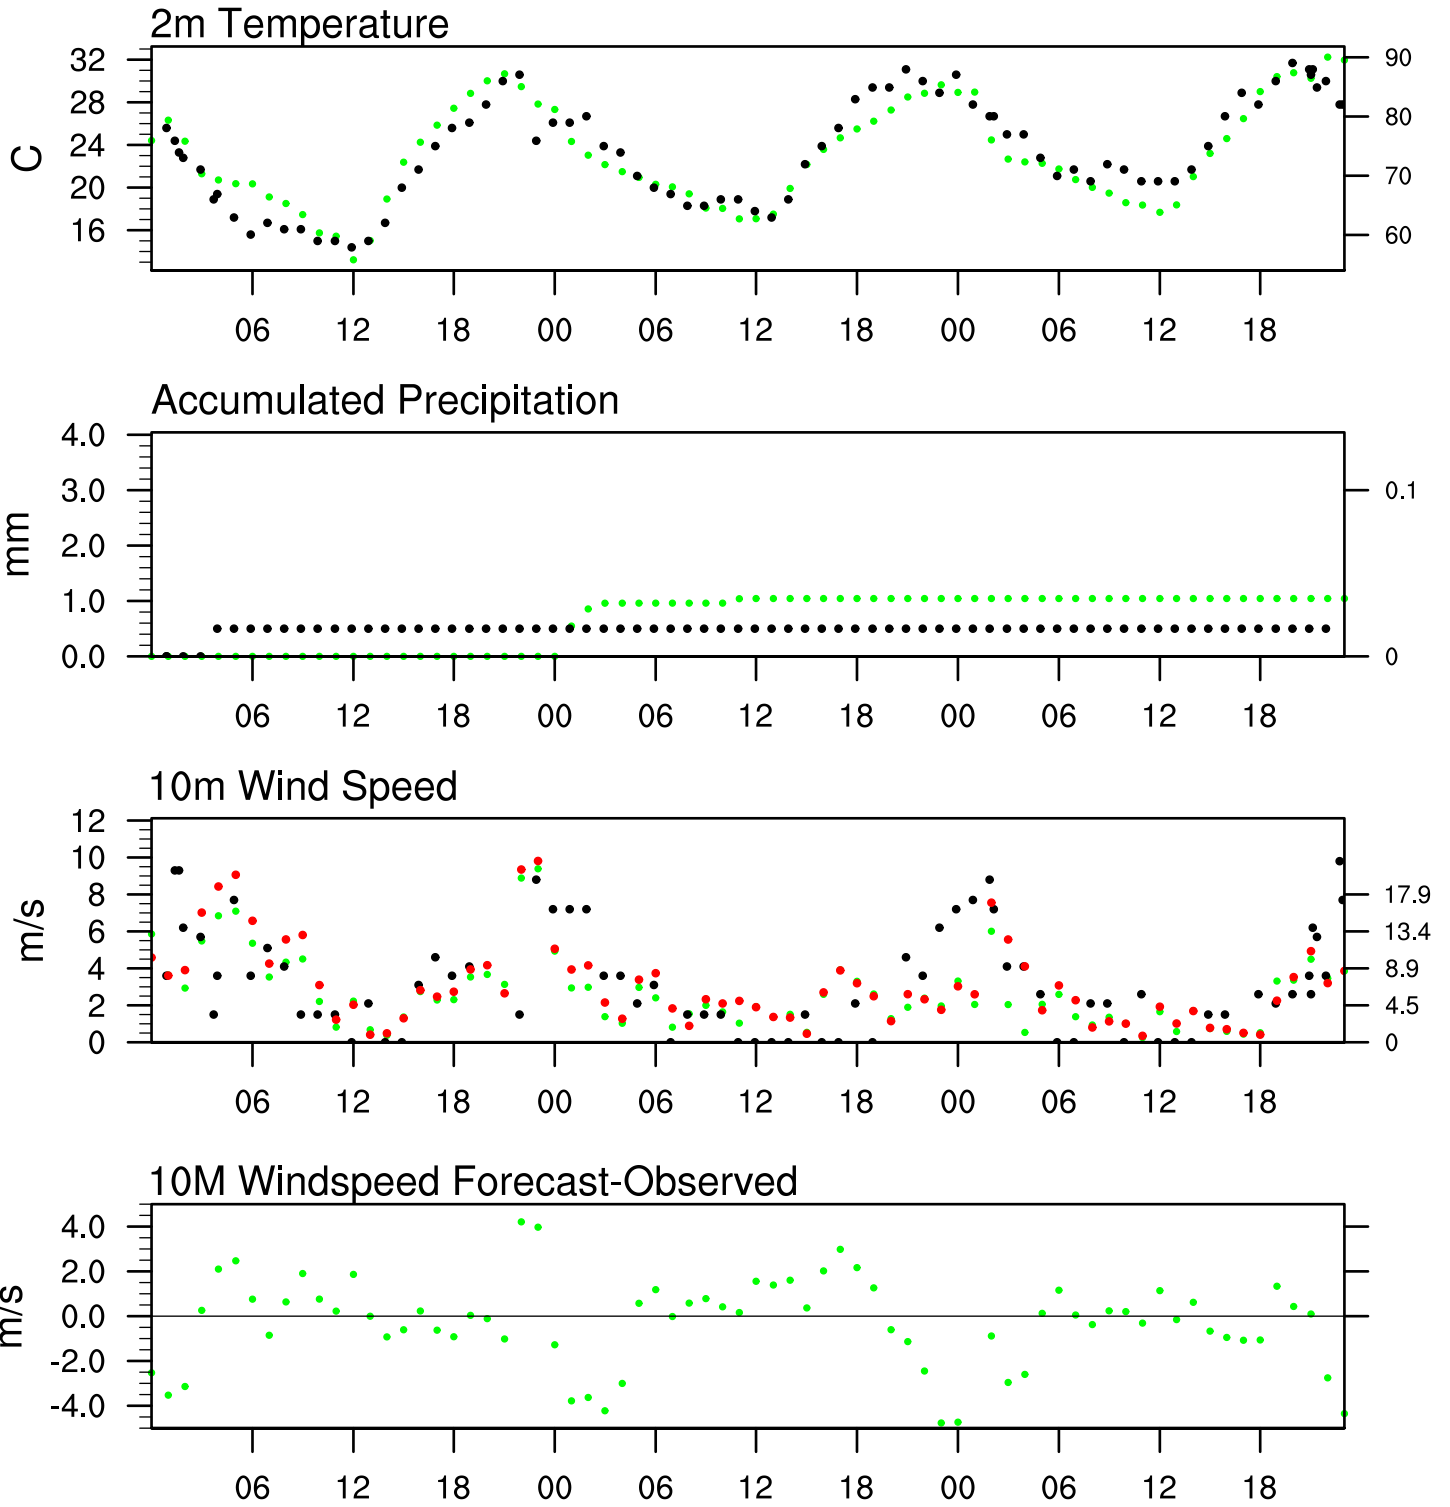 2m Temperature
32
28
24
20
16
C
90
80
70
60
06 12 18 00 06 12 18 00 06 12 18
Accumulated Precipitation
4.0
3.0
2.0
1.0
0.0
mm
0.1
0
06 12 18 00 06 12 18 00 06 12 18
10m Wind Speed
12
10
8
6
4
2
0
m/s
17.9
13.4
8.9
4.5
0
06 12 18 00 06 12 18 00 06 12 18
10M Windspeed Forecast-Observed
4.0
2.0
0.0
-2.0
-4.0
m/s
06 12 18 00 06 12 18 00 06 12 18